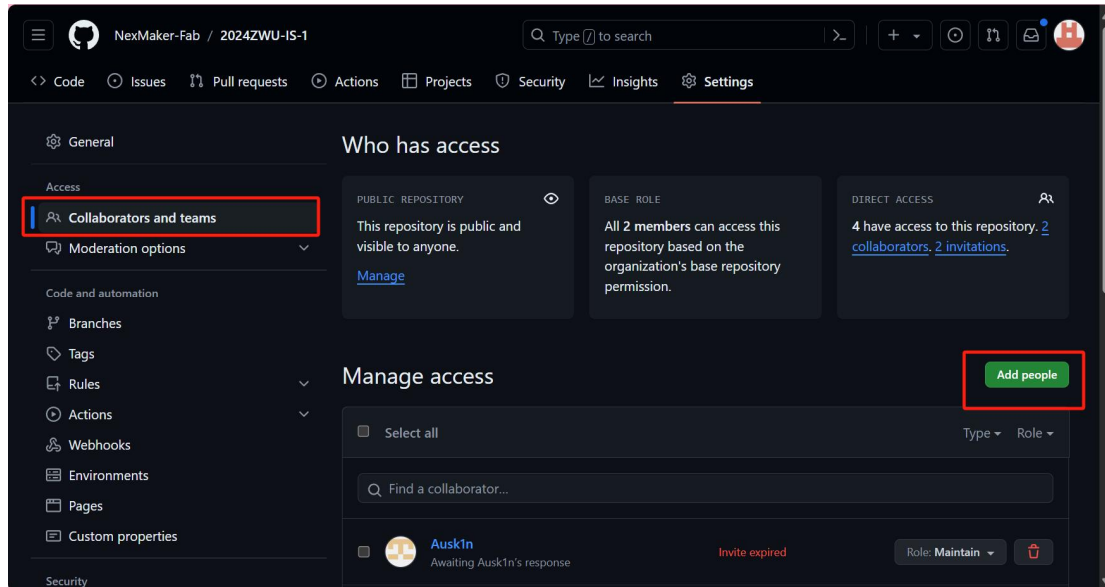 NexMaker-Fab / 2024ZWU-IS-1
Type / to search
Code
Issues
Pull requests
Actions
Projects
Security
Insights
Settings
General
Access
Collaborators and teams
Moderation options
Code and automation
Branches
Tags
Rules
Actions
Webhooks
Environments
Pages
Custom properties
Security
Who has access
PUBLIC REPOSITORY
This repository is public and
visible to anyone.
Manage
BASE ROLE
All 2 members can access this
repository based on the
organization's base repository
permission.
DIRECT ACCESS
4 have access to this repository. 2
collaborators. 2 invitations.
Manage access
Add people
Select all
Type
Role
Find a collaborator...
Ausk1n
Awaiting Ausk1n's response
Invite expired
Role: Maintain